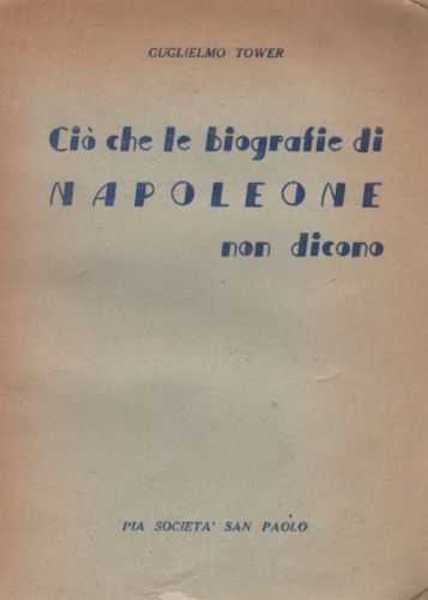 GUGLIELMO TOWER
Ciò che le biografie di
NAPOLEONE
non dicono
PIA SOCIETA' SAN PAOLO